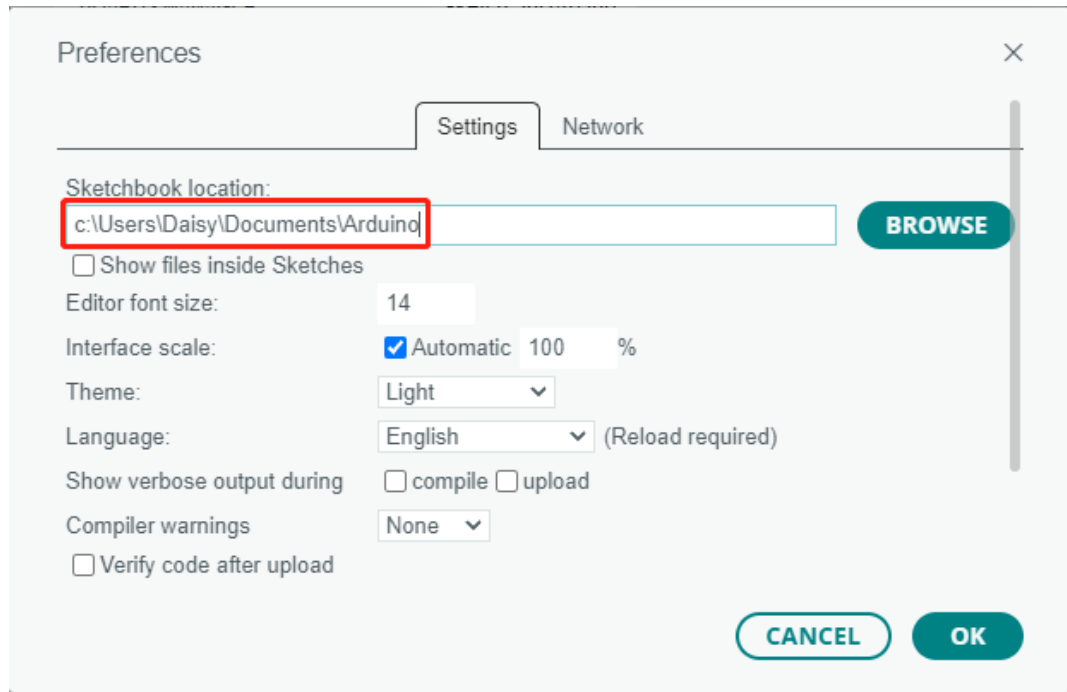 Preferences
Settings Network
Sketchbook location:
c:\Users\Daisy\Documents\Arduino
BROWSE
Show files inside Sketches
Editor font size: 14
Interface scale: Automatic 100 %
Theme: Light
Language: English (Reload required)
Show verbose output during compile upload
Compiler warnings None
Verify code after upload
CANCEL OK